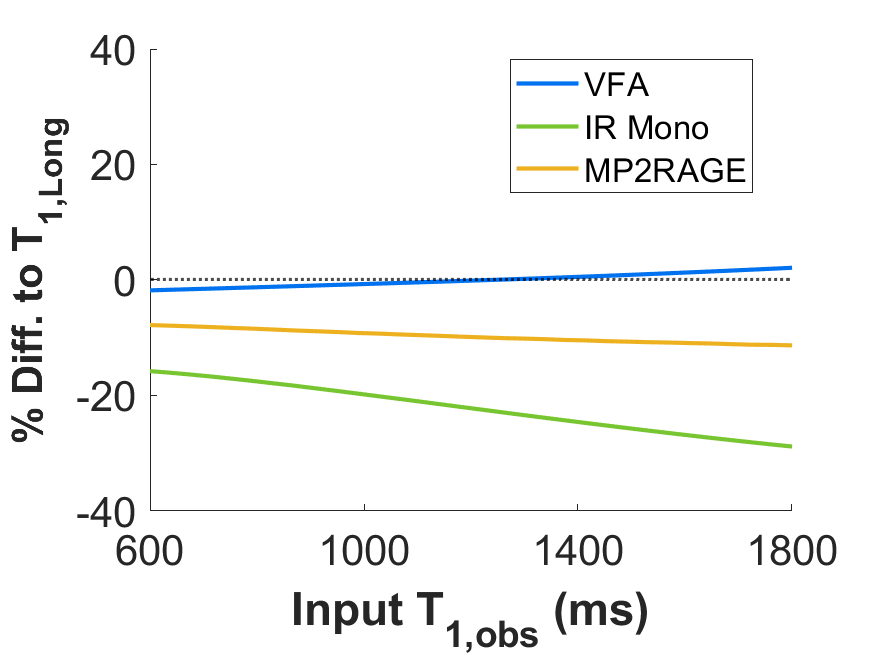 40
20
0
-20
-40
% Diff. to T1,Long
VFA
IR Mono
MP2RAGE
600
1000
1400
1800
Input T1,obs (ms)